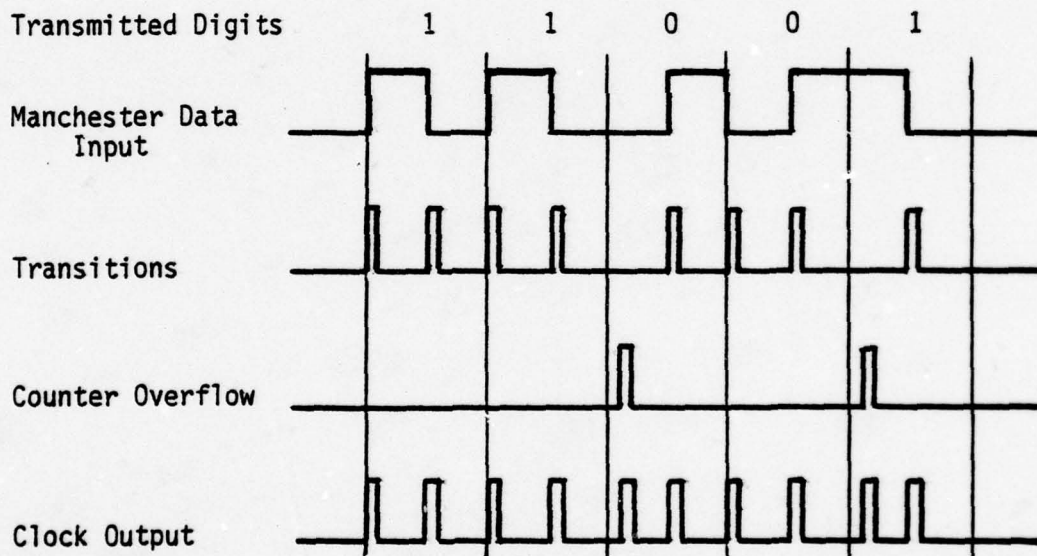 Transmitted Digits 1 1 0 0 1
Manchester Data
Input
Transitions
Counter Overflow
Clock Output